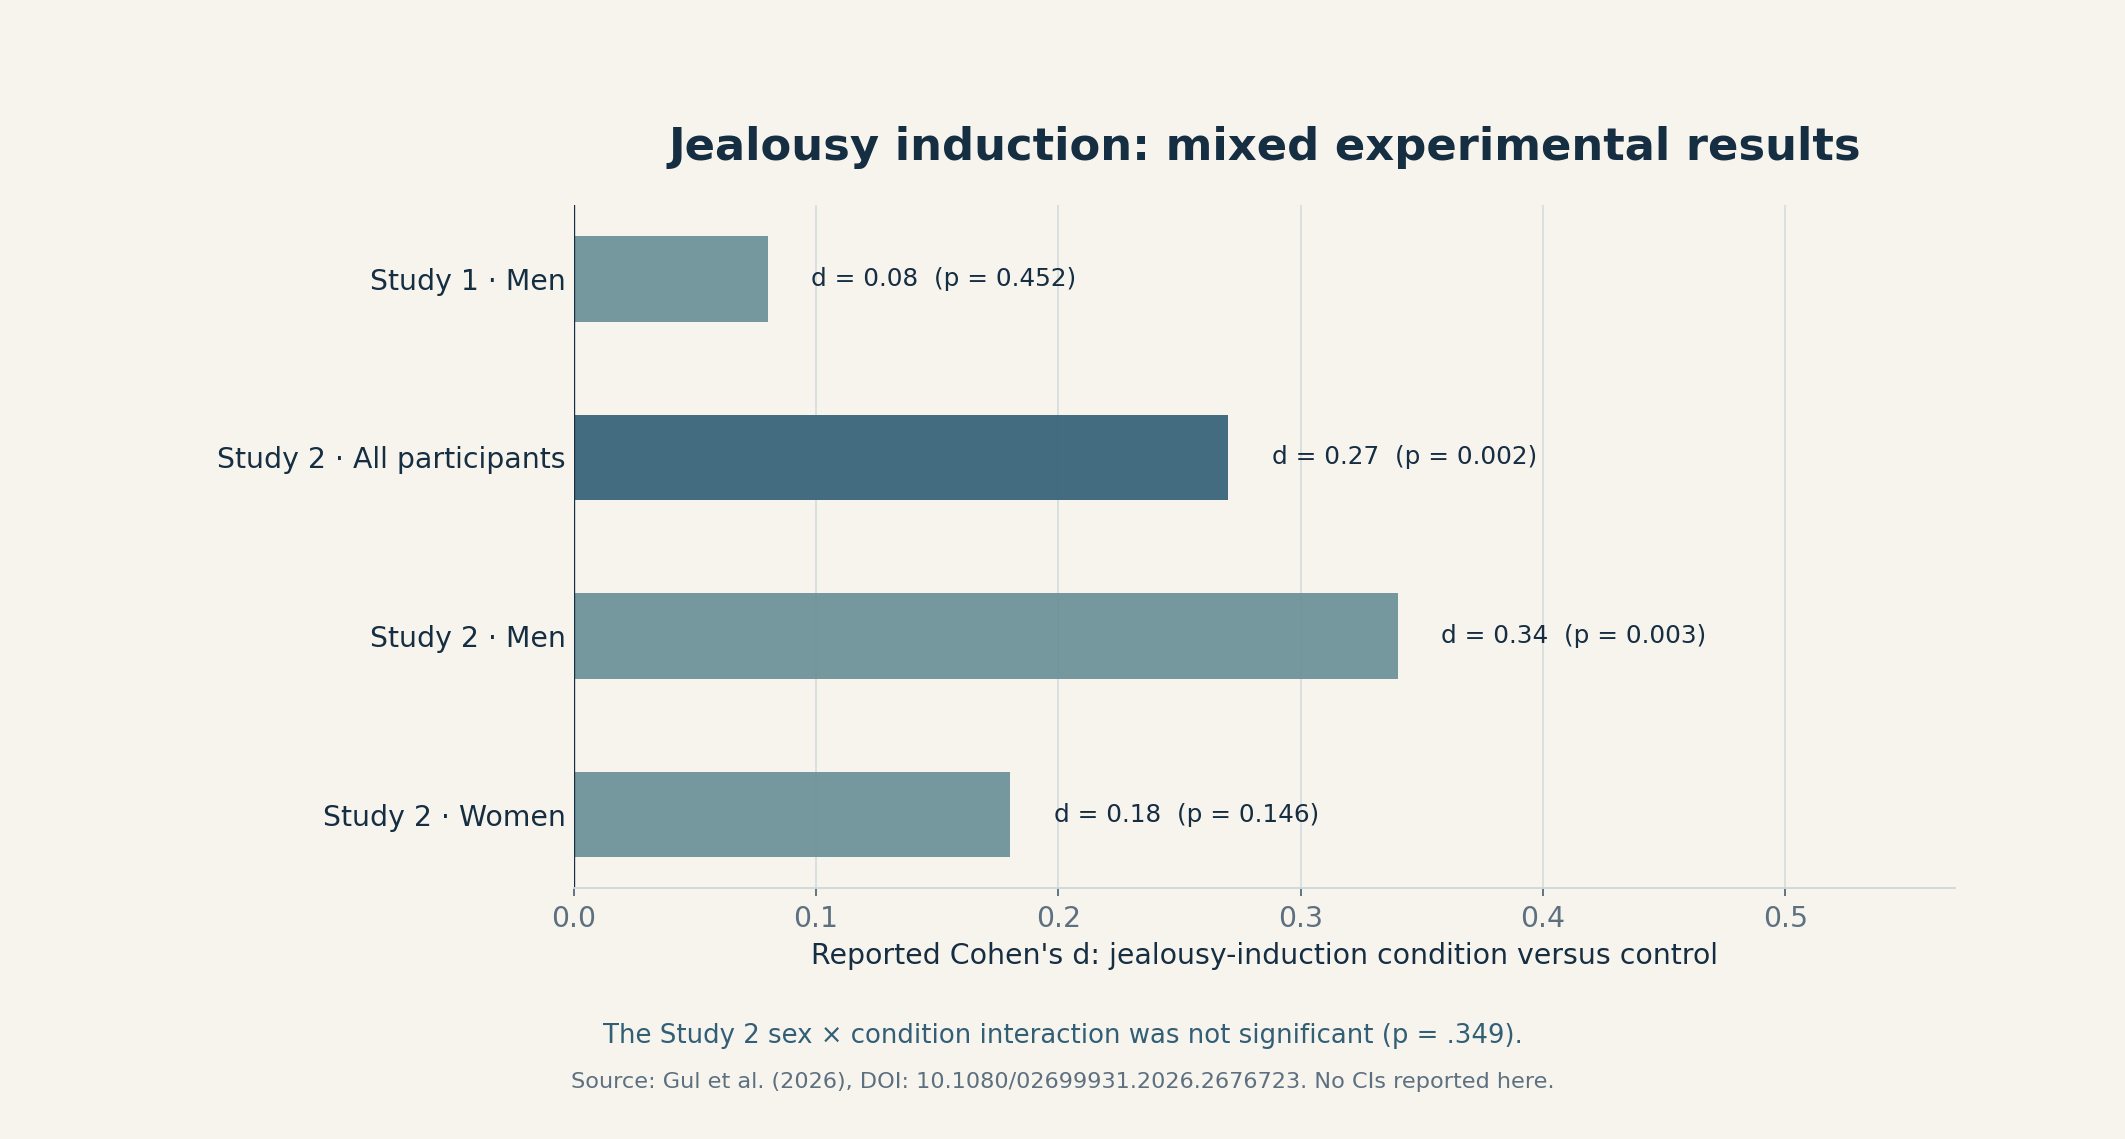 Jealousy induction: mixed experimental results
Study 1 · Men
d = 0.08 (p = 0.452)
Study 2 · All participants
d = 0.27 (p = 0.002)
Study 2 · Men
d = 0.34 (p = 0.003)
Study 2 · Women
d = 0.18 (p = 0.146)
0.0 0.1 0.2 0.3 0.4 0.5
Reported Cohen's d: jealousy-induction condition versus control
The Study 2 sex × condition interaction was not significant (p = .349).
Source: Gul et al. (2026), DOI: 10.1080/02699931.2026.2676723. No CIs reported here.